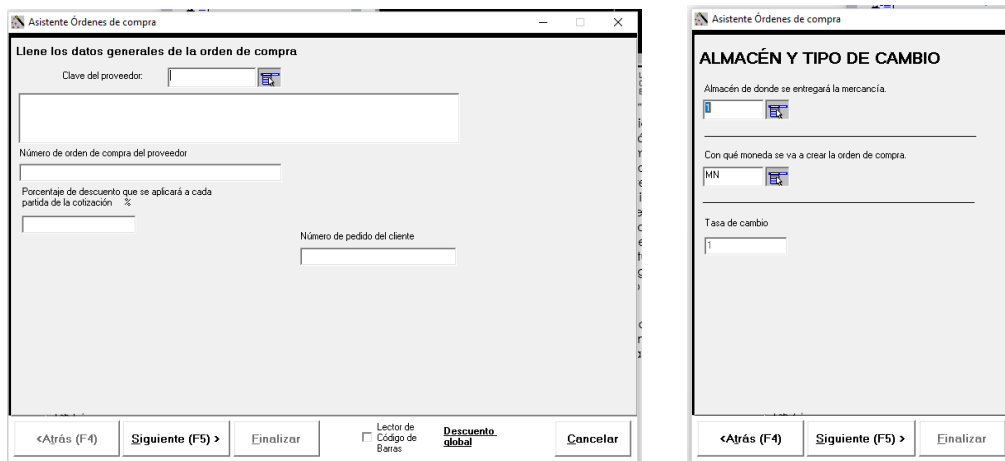 Asistente Órdenes de compra
Llene los datos generales de la orden de compra
Clave del proveedor:
Número de orden de compra del proveedor
Porcentaje de descuento que se aplicará a cada
partida de la cotización %
Número de pedido del cliente
<Atrás (F4)
Siguiente (F5) >
Finalizar
Lector de
Código de
Barras
Descuento
global
Cancelar
Asistente Órdenes de compra
ALMACÉN Y TIPO DE CAMBIO
Almacén de donde se entregará la mercancía.
1
Con qué moneda se va a crear la orden de compra.
MN
Tasa de cambio
1
<Atrás (F4)
Siguiente (F5) >
Finalizar